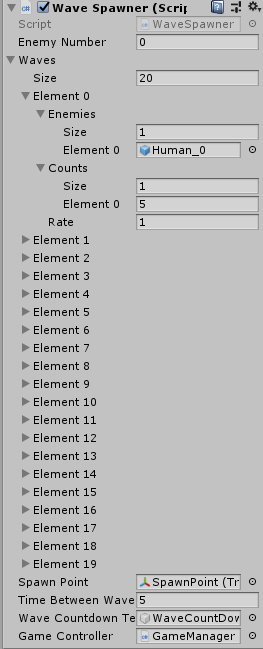 Wave Spawner (Scrip
Script WaveSpawner
Enemy Number 0
Waves
Size 20
Element 0
Enemies
Size 1
Element 0 Human_0
Counts
Size 1
Element 0 5
Rate 1
Element 1
Element 2
Element 3
Element 4
Element 5
Element 6
Element 7
Element 8
Element 9
Element 10
Element 11
Element 12
Element 13
Element 14
Element 15
Element 16
Element 17
Element 18
Element 19
Spawn Point SpawnPoint (Tr
Time Between Wave 5
Wave Countdown Te WaveCountDow
Game Controller GameManager